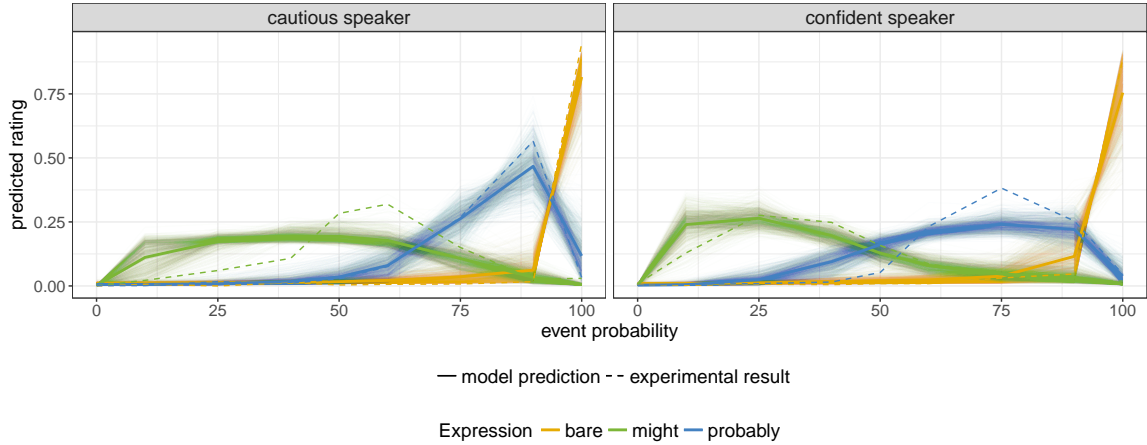 cautious speaker
confident speaker
predicted rating
0.75
0.50
0.25
0.00
0 25 50 75 100 0 25 50 75 100
event probability
model prediction experimental result
Expression bare might probably